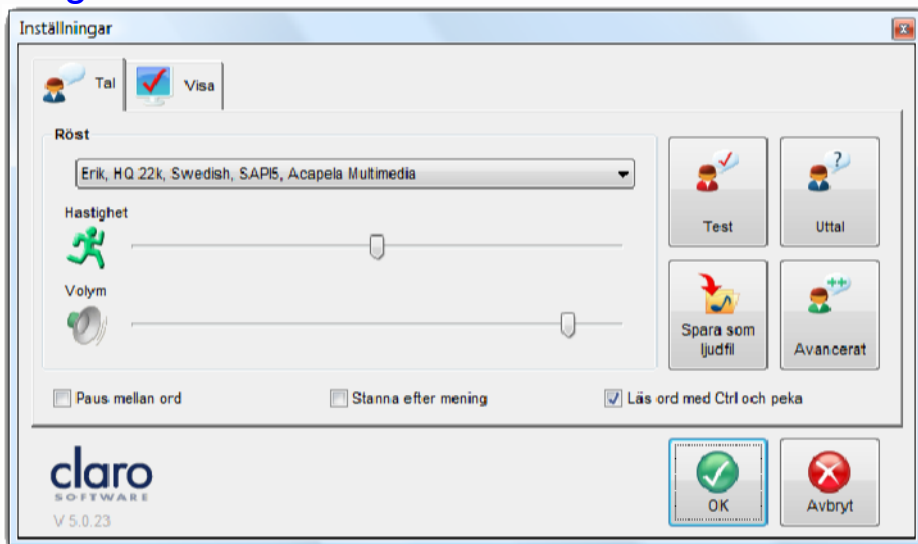 Inställningar
Tal
Visa
Röst
Erik, HQ 22k, Swedish, SAPI5, Acapela Multimedia
Hastighet
Volym
Test
Uttal
Spara som
ljudfil
Avancerat
Paus mellan ord
Stanna efter mening
Läs ord med Ctrl och peka
claro
SOFTWARE
V 5.0.23
OK
Avbryt